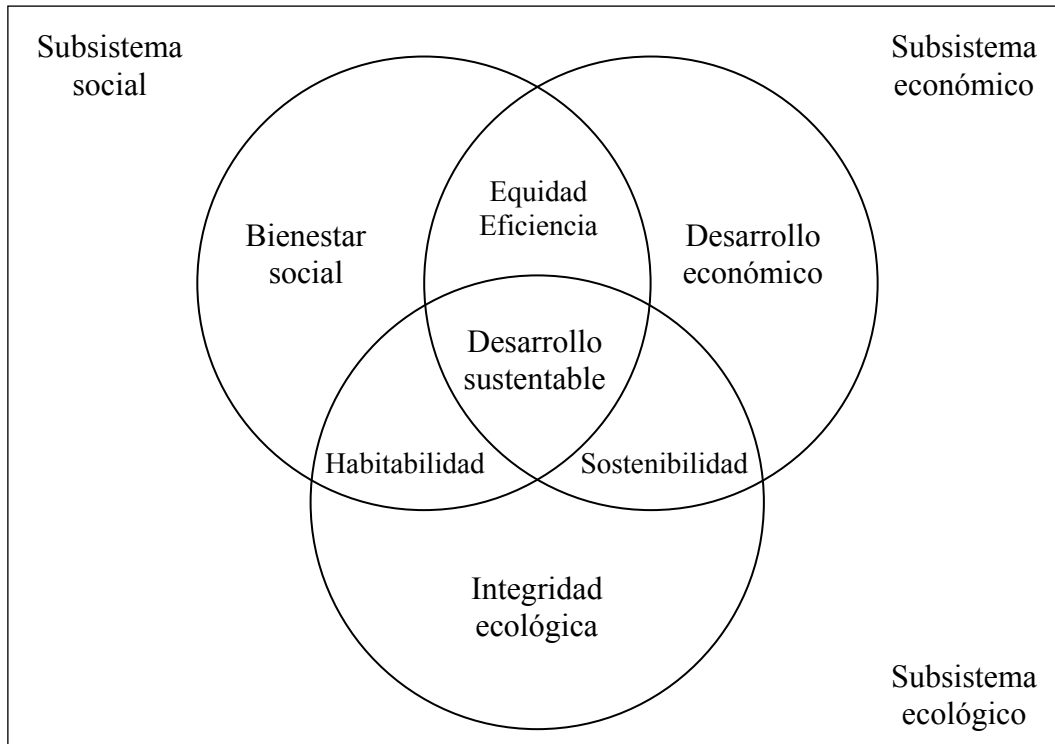 Subsistema
social
Subsistema
económico
Equidad
Eficiencia
Bienestar
social
Desarrollo
económico
Desarrollo
sustentable
Habitabilidad
Sostenibilidad
Integridad
ecológica
Subsistema
ecológico